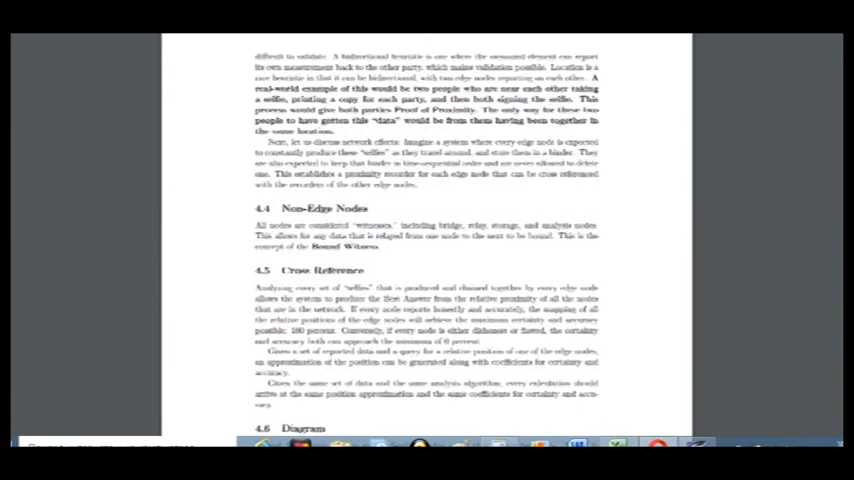 difficult to validate. A bidirectional heuristic is one where the measured element can report
its own measurement back to the other party, which makes validation possible. Location is a
rare heuristic in that it can be bidirectional, with two edge nodes reporting on each other. A
real-world example of this would be two people who are near each other taking
a selfie, printing a copy for each party, and then both signing the selfie. This
process would give both parties Proof of Proximity. The only way for these two
people to have gotten this "data" would be from them having been together in
the same location.
Next, let us discuss network effects: Imagine a system where every edge node is expected
to constantly produce these "selfies" as they travel around, and store them in a binder. They
are also expected to keep that binder in time-sequential order and are never allowed to delete
one. This establishes a proximity recorder for each edge node that can be cross referenced
with the recorders of the other edge nodes.
4.4 Non-Edge Nodes
All nodes are considered "witnesses," including bridge, relay, storage, and analysis nodes.
This allows for any data that is relayed from one node to the next to be bound. This is the
concept of the Bound Witness.
4.5 Cross Reference
Analyzing every set of "selfies" that is produced and chained together by every edge node
allows the system to produce the Best Answer from the relative proximity of all the nodes
that are in the network. If every node reports honestly and accurately, the mapping of all
the relative positions of the edge nodes will achieve the maximum certainty and accuracy
possible: 100 percent. Conversely, if every node is either dishonest or flawed, the certainty
and accuracy both can approach the minimum of 0 percent.
Given a set of reported data and a query for a relative position of one of the edge nodes,
an approximation of the position can be generated along with coefficients for certainty and
accuracy.
Given the same set of data and the same analysis algorithm, every calculation should
arrive at the same position approximation and the same coefficients for certainty and accu-
racy.
4.6 Diagram